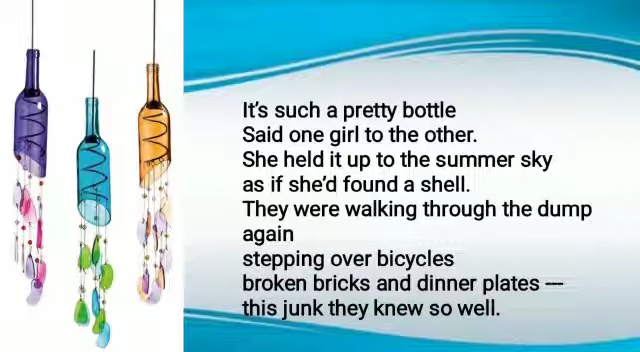 It's such a pretty bottle
Said one girl to the other.
She held it up to the summer sky
as if she'd found a shell.
They were walking through the dump
again
stepping over bicycles
broken bricks and dinner plates —
this junk they knew so well.